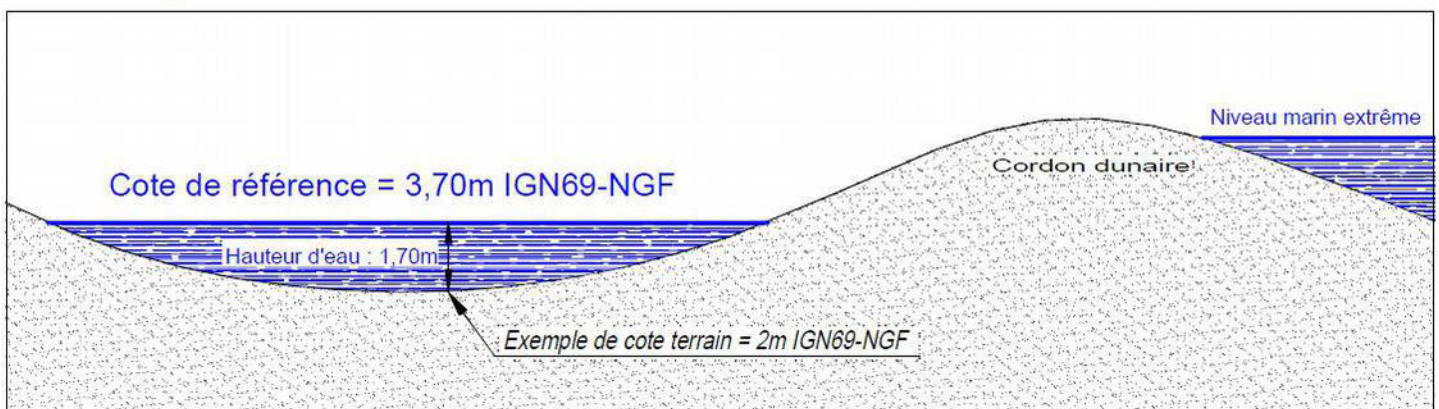 Niveau marin extrême
Cordon dunaire
Cote de référence = 3,70m IGN69-NGF
Hauteur d'eau : 1,70m
Exemple de cote terrain = 2m IGN69-NGF